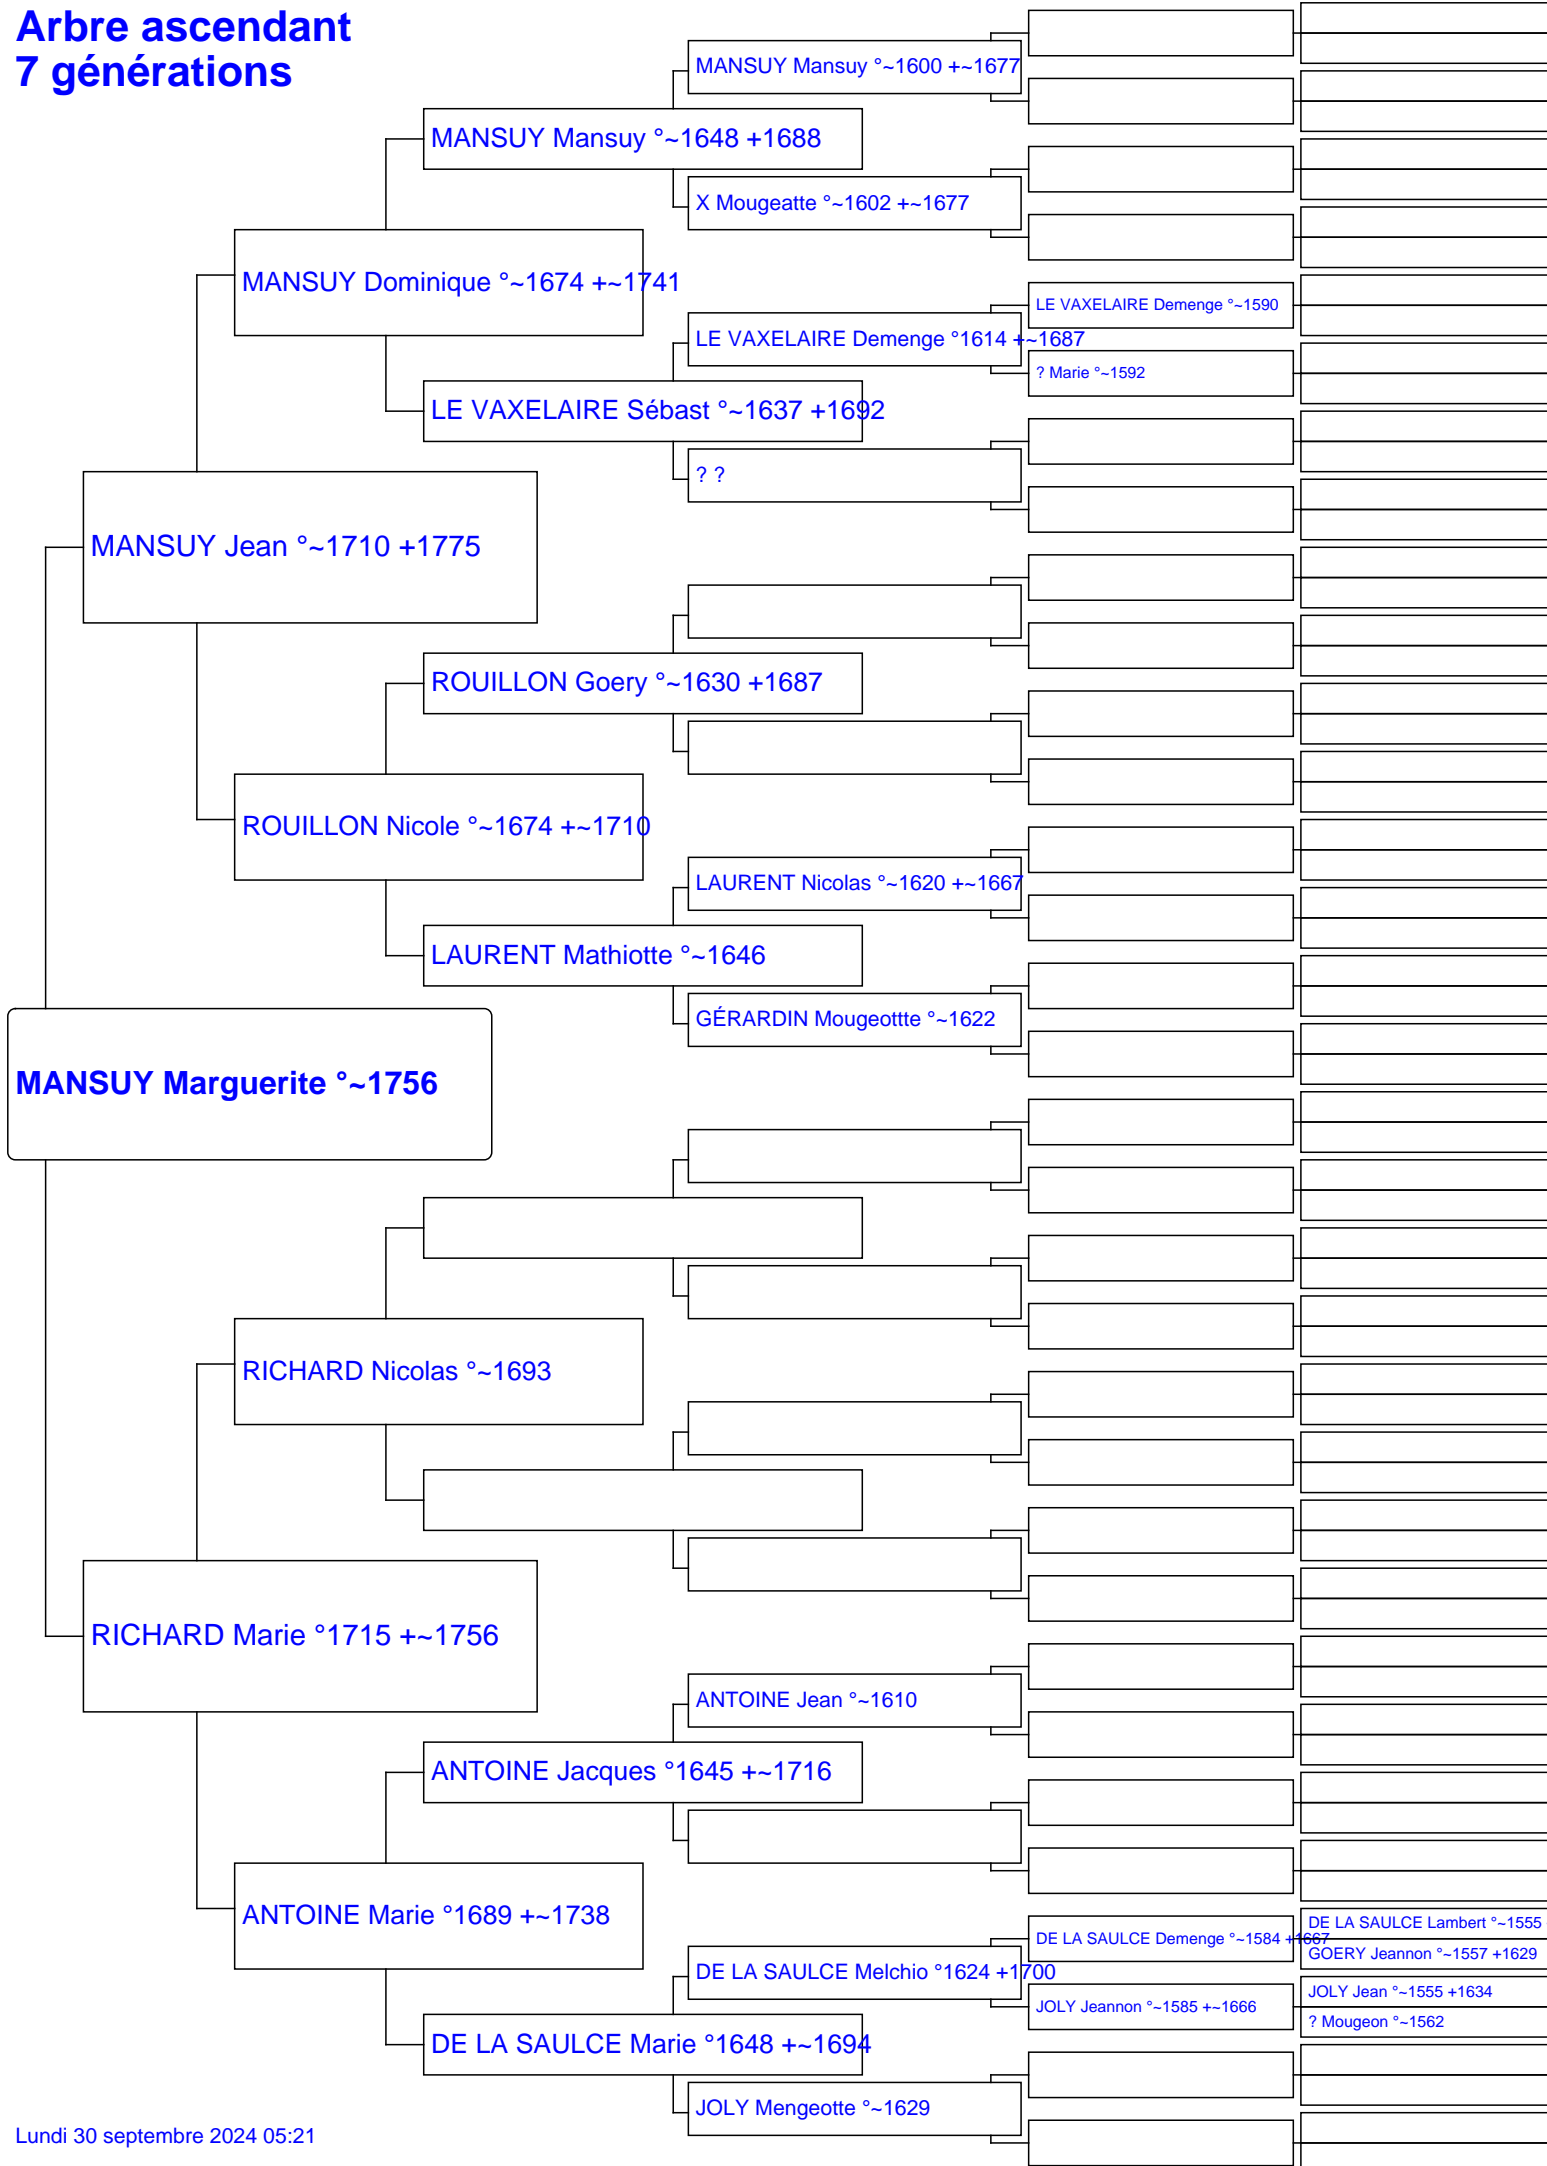 Arbre ascendant
7 générations
MANSUY Mansuy °~1600 +~1677
MANSUY Mansuy °~1648 +1688
X Mougeatte °~1602 +~1677
MANSUY Dominique °~1674 +~1741
LE VAXELAIRE Demenge °~1590
LE VAXELAIRE Demenge °1614 +~1687
? Marie °~1592
LE VAXELAIRE Sébast °~1637 +1692
? ?
MANSUY Jean °~1710 +1775
ROUILLON Goery °~1630 +1687
ROUILLON Nicole °~1674 +~1710
LAURENT Nicolas °~1620 +~1667
LAURENT Mathiotte °~1646
GÉRARDIN Mougeottte °~1622
MANSUY Marguerite °~1756
RICHARD Nicolas °~1693
RICHARD Marie °1715 +~1756
ANTOINE Jean °~1610
ANTOINE Jacques °1645 +~1716
ANTOINE Marie °1689 +~1738
DE LA SAULCE Lambert °~1555
DE LA SAULCE Demenge °~1584 +1667
GOERY Jeannon °~1557 +1629
DE LA SAULCE Melchio °1624 +1700
JOLY Jean °~1555 +1634
JOLY Jeannon °~1585 +~1666
? Mougeon °~1562
DE LA SAULCE Marie °1648 +~1694
JOLY Mengeotte °~1629
Lundi 30 septembre 2024 05:21